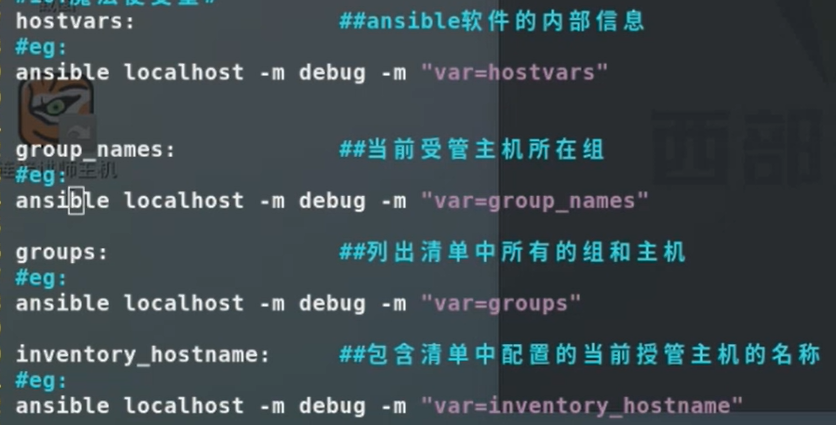 hostvars: ##ansible软件的内部信息
#eg:
ansible localhost -m debug -m "var=hostvars"
group_names: ##当前受管主机所在组
#eg:
ansible localhost -m debug -m "var=group_names"
groups: ##列出清单中所有的组和主机
#eg:
ansible localhost -m debug -m "var=groups"
inventory_hostname: ##包含清单中配置的当前授管主机的名称
#eg:
ansible localhost -m debug -m "var=inventory_hostname"
西部